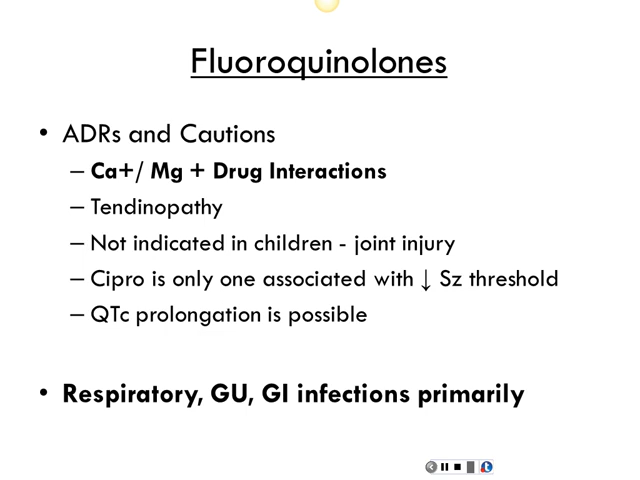 Fluoroquinolones
• ADRs and Cautions
– Ca+/ Mg + Drug Interactions
– Tendinopathy
– Not indicated in children - joint injury
– Cipro is only one associated with ↓ Sz threshold
– QTc prolongation is possible
• Respiratory, GU, GI infections primarily